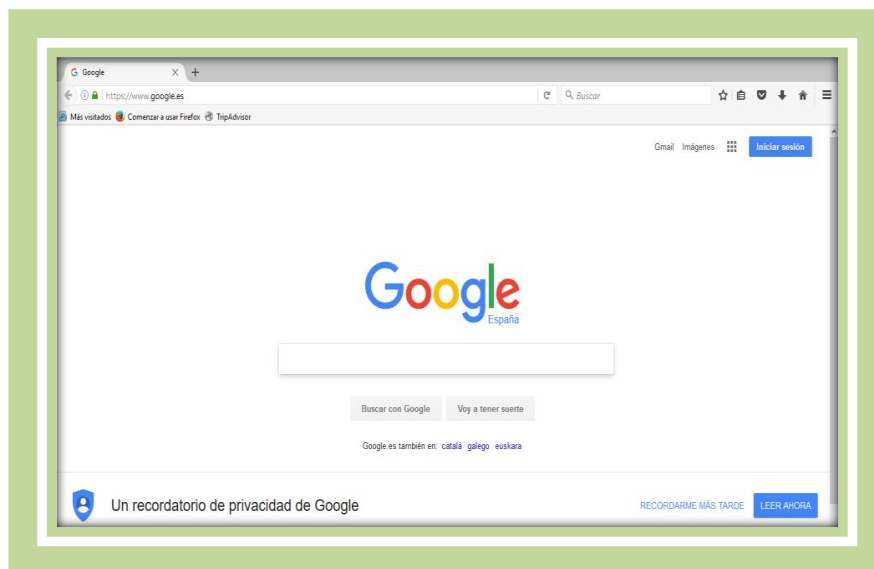 Google
https://www.google.es
Buscar
Más visitados Comenzar a usar Firefox TripAdvisor
Gmail Imágenes Iniciar sesión
Google
España
Buscar con Google Voy a tener suerte
Google.es también en: català galego euskara
Un recordatorio de privacidad de Google RECORDARME MÁS TARDE LEER AHORA